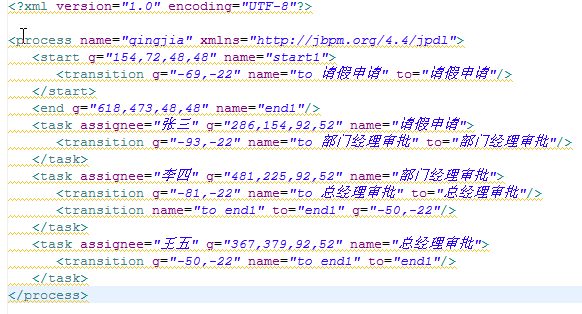 <?xml version="1.0" encoding="UTF-8"?>
<process name="qingjia" xmlns="http://jbpm.org/4.4/jpdl">
<start g="154,72,48,48" name="start1">
<transition g="-69,-22" name="to 请假申请" to="请假申请"/>
</start>
<end g="618,473,48,48" name="end1"/>
<task assignee="张三" g="286,154,92,52" name="请假申请">
<transition g="-93,-22" name="to 部门经理审批" to="部门经理审批"/>
</task>
<task assignee="李四" g="481,225,92,52" name="部门经理审批">
<transition g="-81,-22" name="to 总经理审批" to="总经理审批"/>
<transition name="to end1" to="end1" g="-50,-22"/>
</task>
<task assignee="王五" g="367,379,92,52" name="总经理审批">
<transition g="-50,-22" name="to end1" to="end1"/>
</task>
</process>